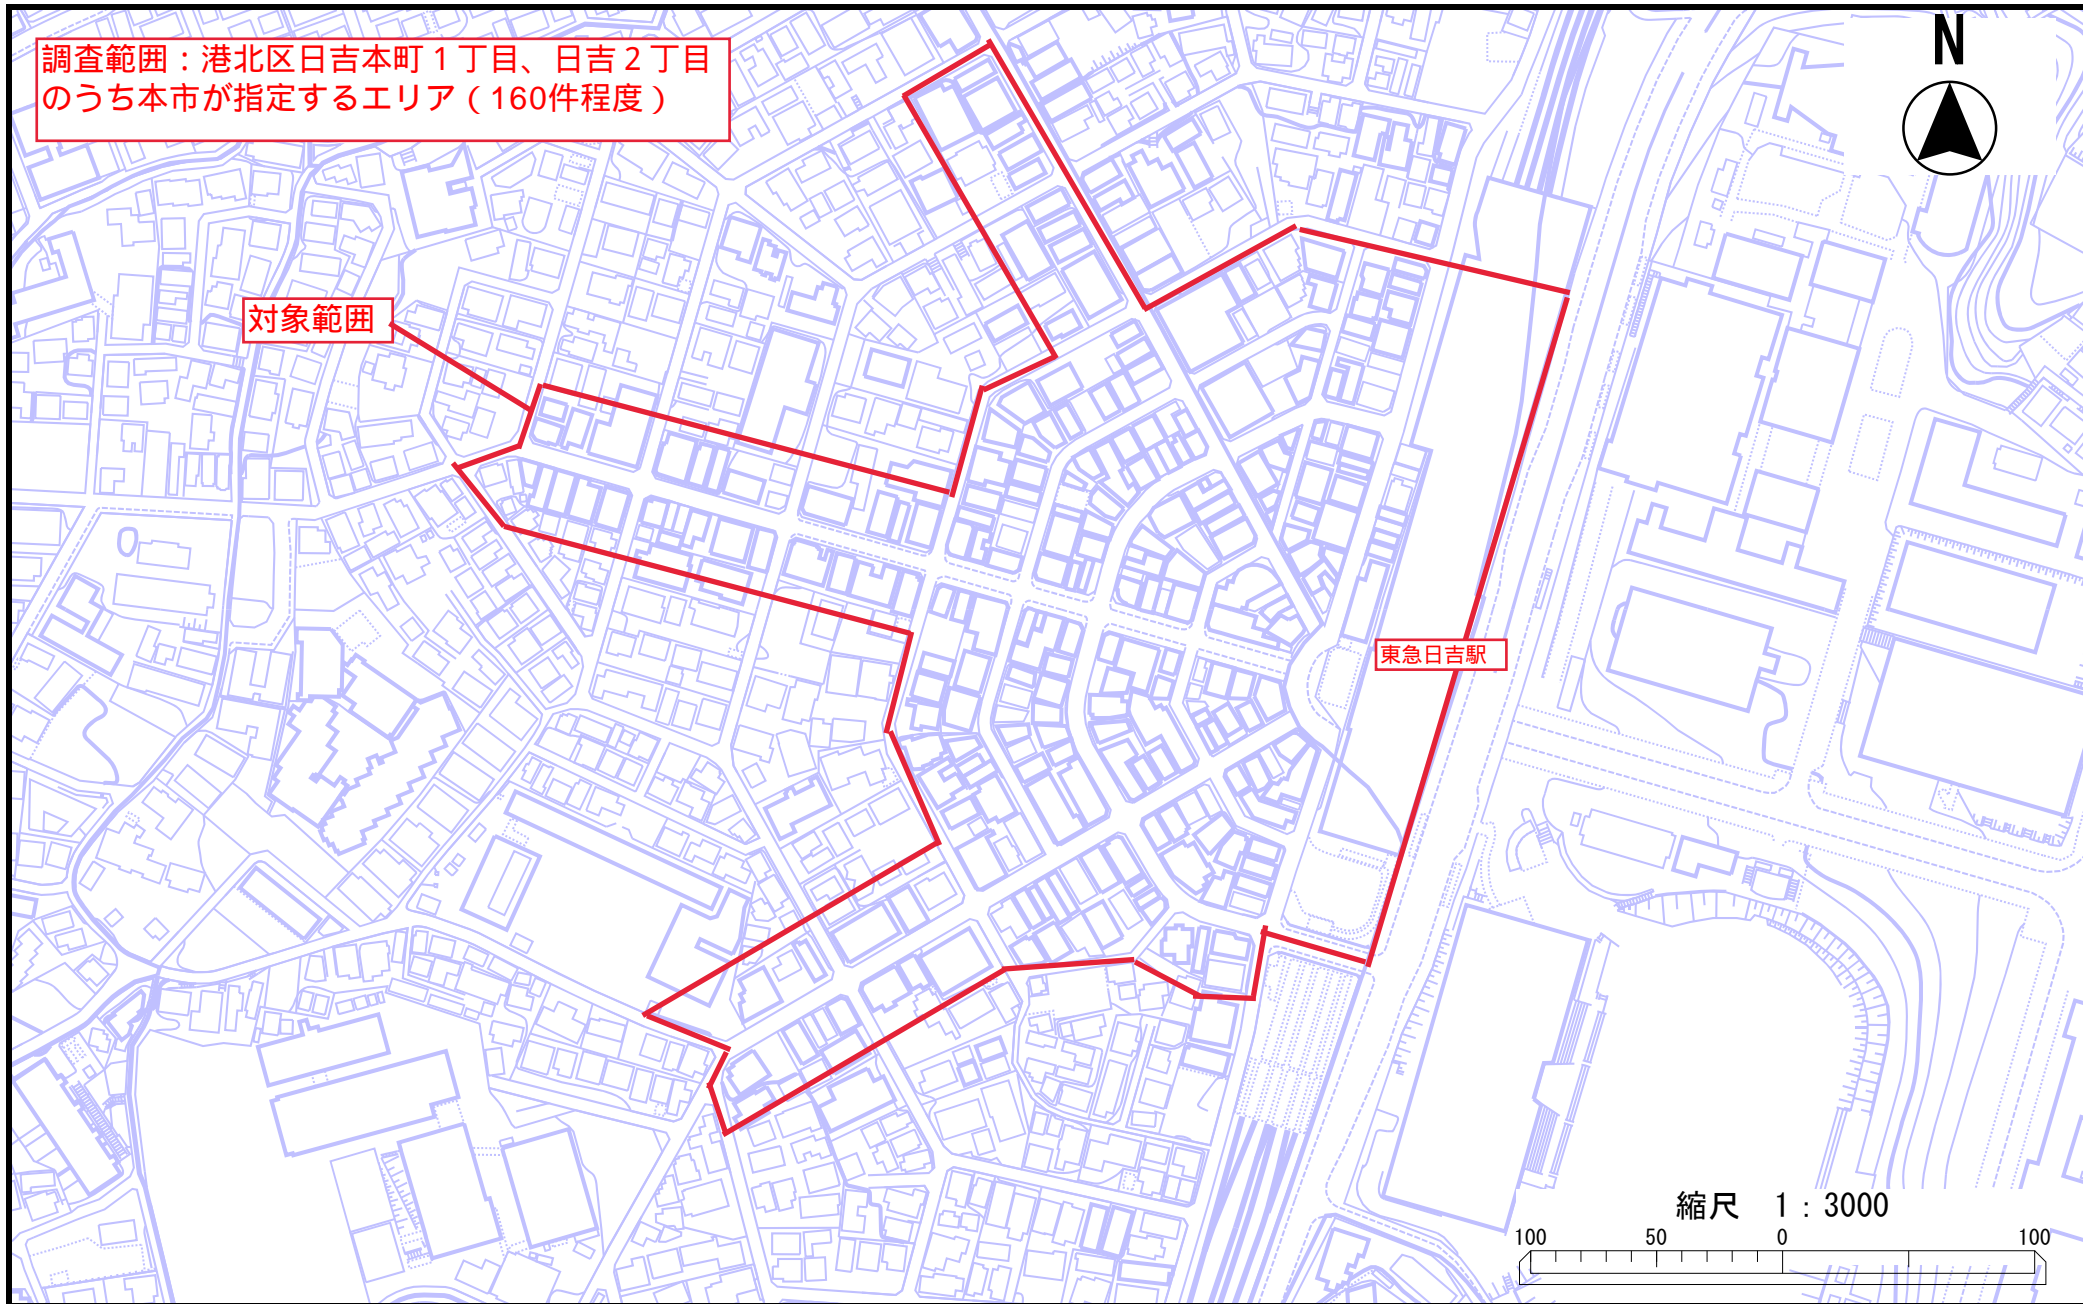 調査範囲：港北区日吉本町１丁目、日吉２丁目
のうち本市が指定するエリア（160件程度）
N
対象範囲
東急日吉駅
縮尺　1：3000
100 50 0 100